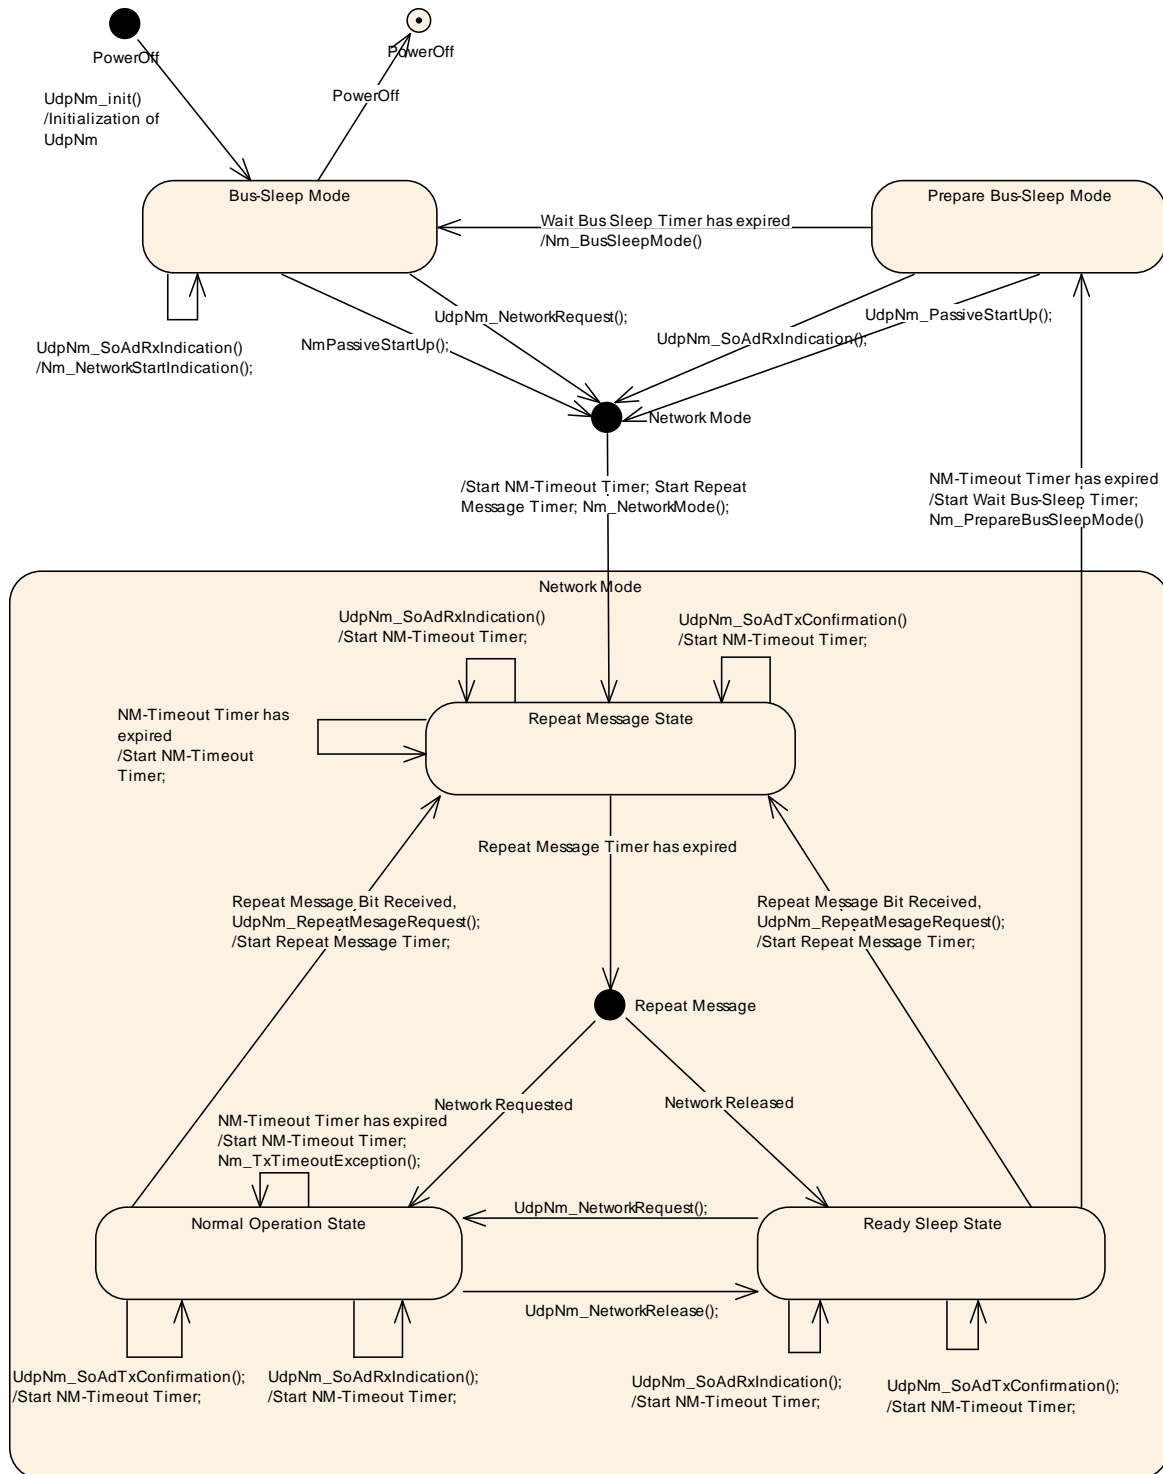 PowerOff
PowerOff
PowerOff
UdpNm_init()
/Initialization of
UdpNm
Bus-Sleep Mode
Prepare Bus-Sleep Mode
Wait Bus Sleep Timer has expired
/Nm_BusSleepMode()
UdpNm_SoAdRxIndication()
/Nm_NetworkStartIndication();
UdpNm_NetworkRequest();
NmPassiveStartUp();
UdpNm_PassiveStartUp();
UdpNm_SoAdRxIndication();
Network Mode
/Start NM-Timeout Timer; Start Repeat
Message Timer; Nm_NetworkMode();
NM-Timeout Timer has expired
/Start Wait Bus-Sleep Timer;
Nm_PrepareBusSleepMode()
Network Mode
UdpNm_SoAdRxIndication()
/Start NM-Timeout Timer;
UdpNm_SoAdTxConfirmation()
/Start NM-Timeout Timer;
NM-Timeout Timer has
expired
/Start NM-Timeout
Timer;
Repeat Message State
Repeat Message Timer has expired
Repeat Message Bit Received,
UdpNm_RepeatMesageRequest();
/Start Repeat Message Timer;
Repeat Message Bit Received,
UdpNm_RepeatMesageRequest();
/Start Repeat Message Timer;
Repeat Message
Network Requested
Network Released
NM-Timeout Timer has expired
/Start NM-Timeout Timer;
Nm_TxTimeoutException();
Normal Operation State
UdpNm_NetworkRequest();
Ready Sleep State
UdpNm_NetworkRelease();
UdpNm_SoAdTxConfirmation();
/Start NM-Timeout Timer;
UdpNm_SoAdRxIndication();
/Start NM-Timeout Timer;
UdpNm_SoAdRxIndication();
/Start NM-Timeout Timer;
UdpNm_SoAdTxConfirmation();
/Start NM-Timeout Timer;